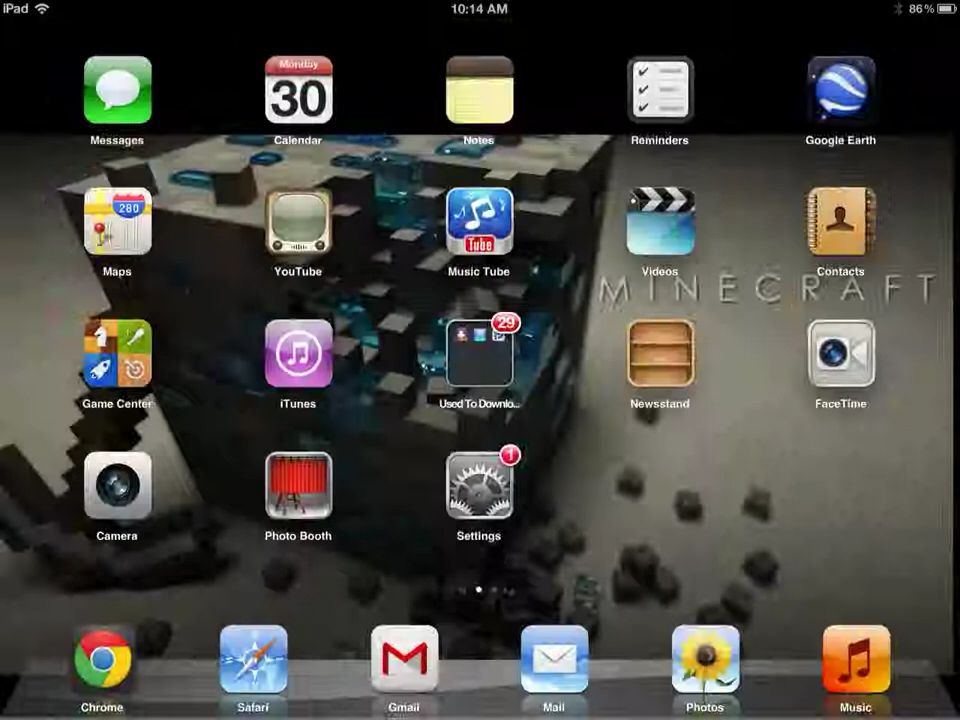 iPad 10:14 AM 86%
Monday
30
Messages Calendar Notes Reminders Google Earth
280
Tube
Maps YouTube Music Tube Videos Contacts
MINECRAFT
29
Game Center iTunes Used To Downlo... Newsstand FaceTime
1
Camera Photo Booth Settings
Chrome Safari Gmail Mail Photos Music